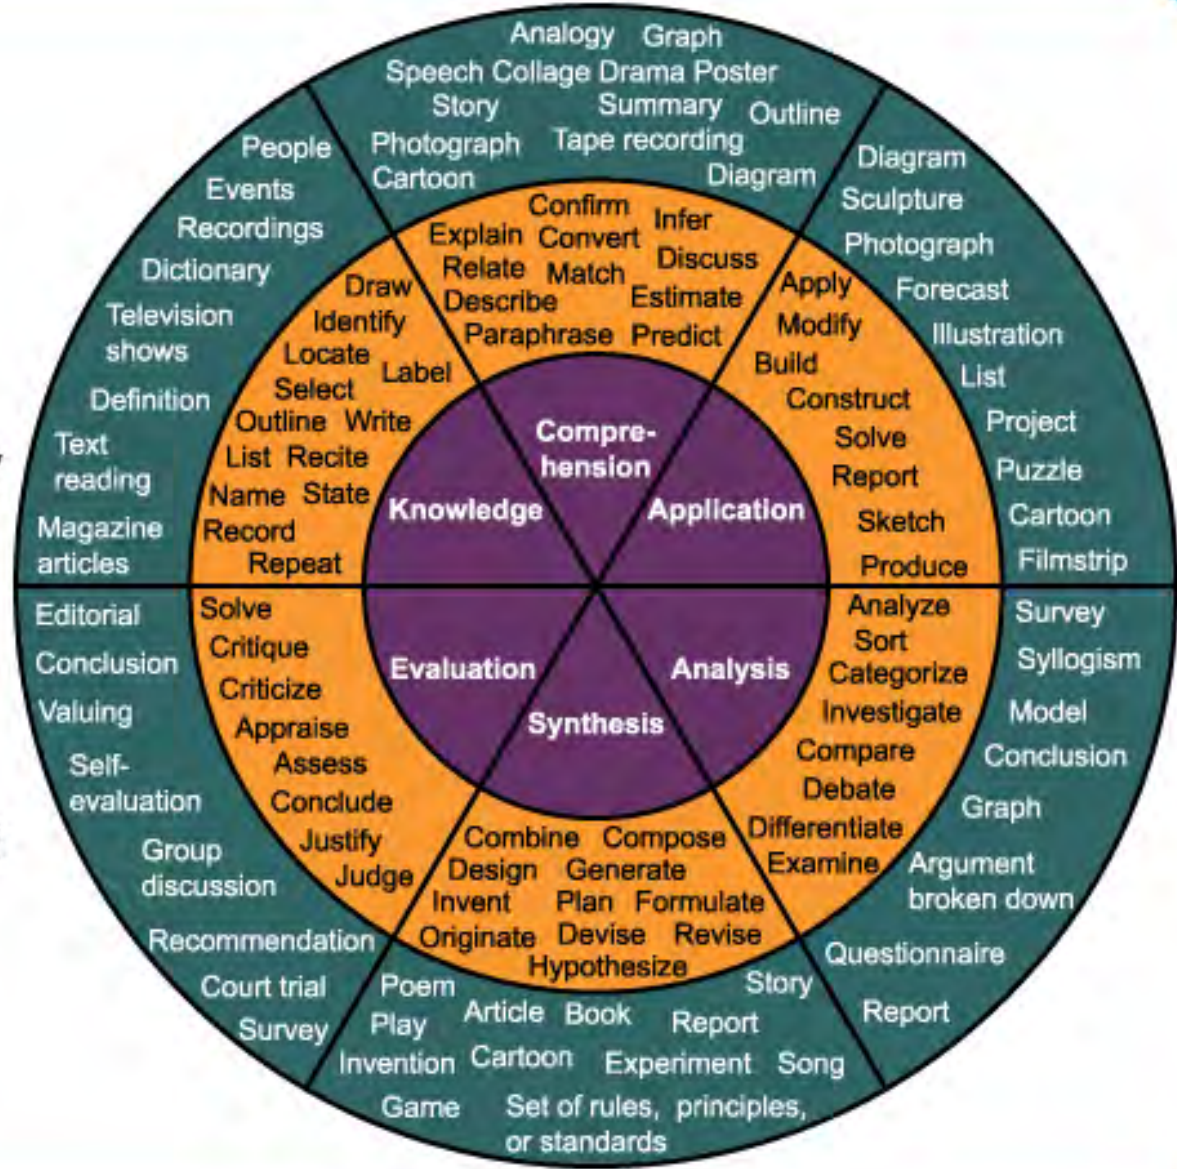 Analogy Graph
Speech Collage Drama Poster
Story Summary Outline
Photograph Tape recording
Cartoon Diagram
Confirm Infer
Explain Convert
Relate Match Discuss
Describe Estimate
Paraphrase Predict
Compre-
hension
Diagram
Sculpture
Photograph
Forecast
Illustration
List
Project
Puzzle
Cartoon
Filmstrip
Apply
Modify
Build
Construct
Solve
Report
Sketch
Produce
Application
Survey
Syllogism
Model
Conclusion
Graph
Argument
broken down
Questionnaire
Report
Analyze
Sort
Categorize
Investigate
Compare
Debate
Differentiate
Examine
Analysis
Synthesis
Combine Compose
Design Generate
Invent Plan Formulate
Originate Devise Revise
Hypothesize
Poem Story
Play Article Book Report
Invention Cartoon Experiment Song
Game Set of rules, principles,
or standards
Evaluation
Solve
Critique
Criticize
Appraise
Assess
Conclude
Justify
Judge
Editorial
Conclusion
Valuing
Self-
evaluation
Group
discussion
Recommendation
Court trial
Survey
Knowledge
Draw
Identify
Locate
Label
Select
Outline Write
List Recite
Name State
Record
Repeat
People
Events
Recordings
Dictionary
Television
shows
Definition
Text
reading
Magazine
articles